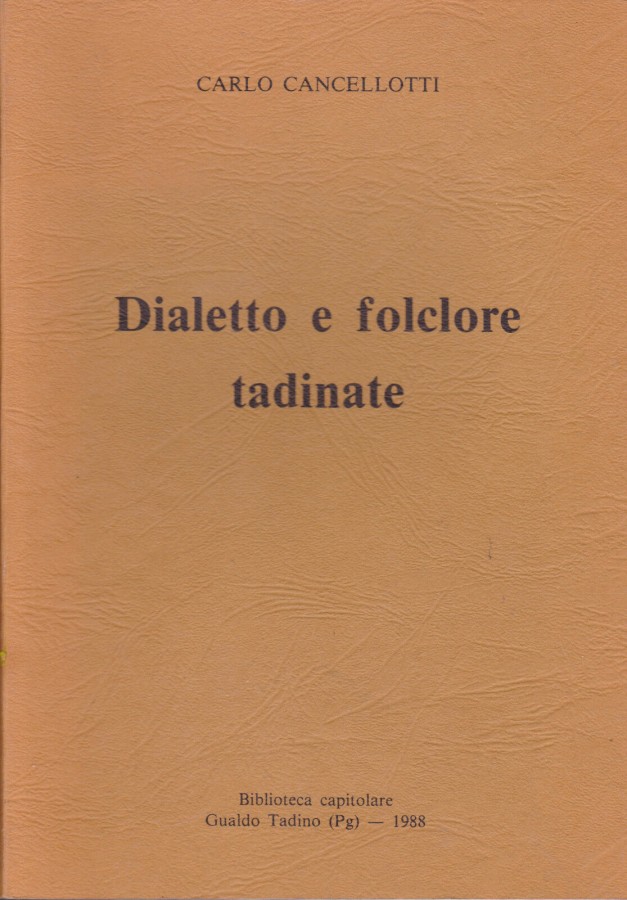 CARLO CANCELLOTTI
Dialetto e folclore
tadinate
Biblioteca capitolare
Gualdo Tadino (Pg) — 1988